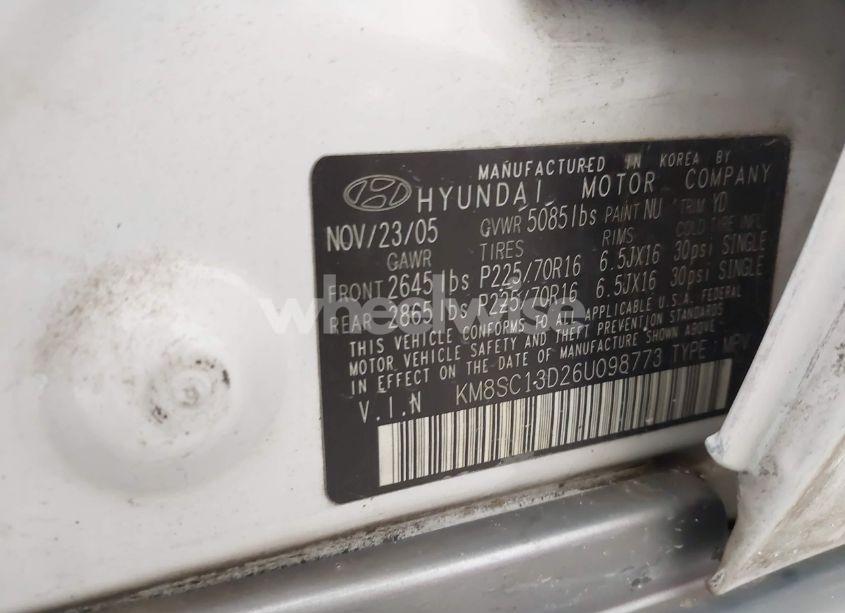 MANUFACTURED IN KOREA BY
HYUNDAI MOTOR COMPANY
NOV/23/05 GVWR 5085lbs PAINT NU TRIM YD
GAWR TIRES RIMS COLD TIRE INFL
FRONT 2645lbs P225/70R16 6.5JX16 30psi SINGLE
REAR 2865lbs P225/70R16 6.5JX16 30psi SINGLE
THIS VEHICLE CONFORMS TO ALL APPLICABLE U.S.A. FEDERAL
MOTOR VEHICLE SAFETY AND THEFT PREVENTION STANDARDS
IN EFFECT ON THE DATE OF MANUFACTURE SHOWN ABOVE.
V.I.N KM8SC13D26U098773 TYPE : MPV
wheelwise